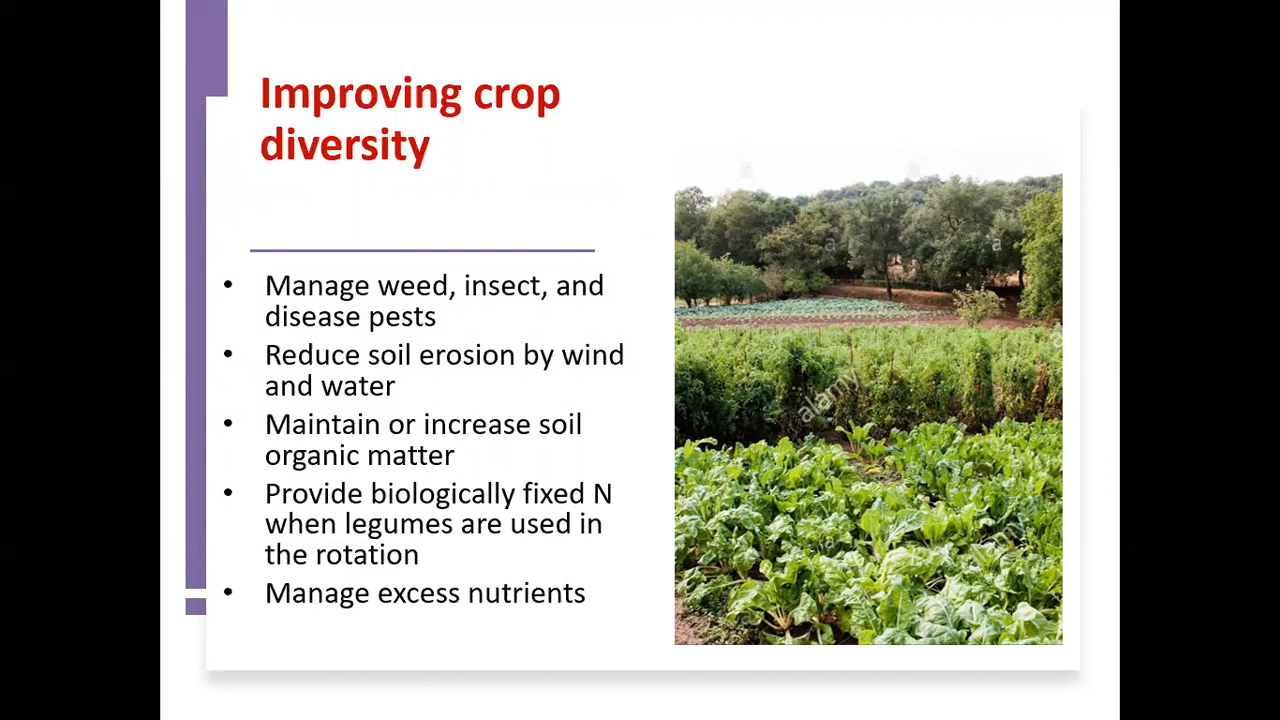 Improving crop
diversity
• Manage weed, insect, and
disease pests
• Reduce soil erosion by wind
and water
• Maintain or increase soil
organic matter
• Provide biologically fixed N
when legumes are used in
the rotation
• Manage excess nutrients
a
a
a
a
alamy